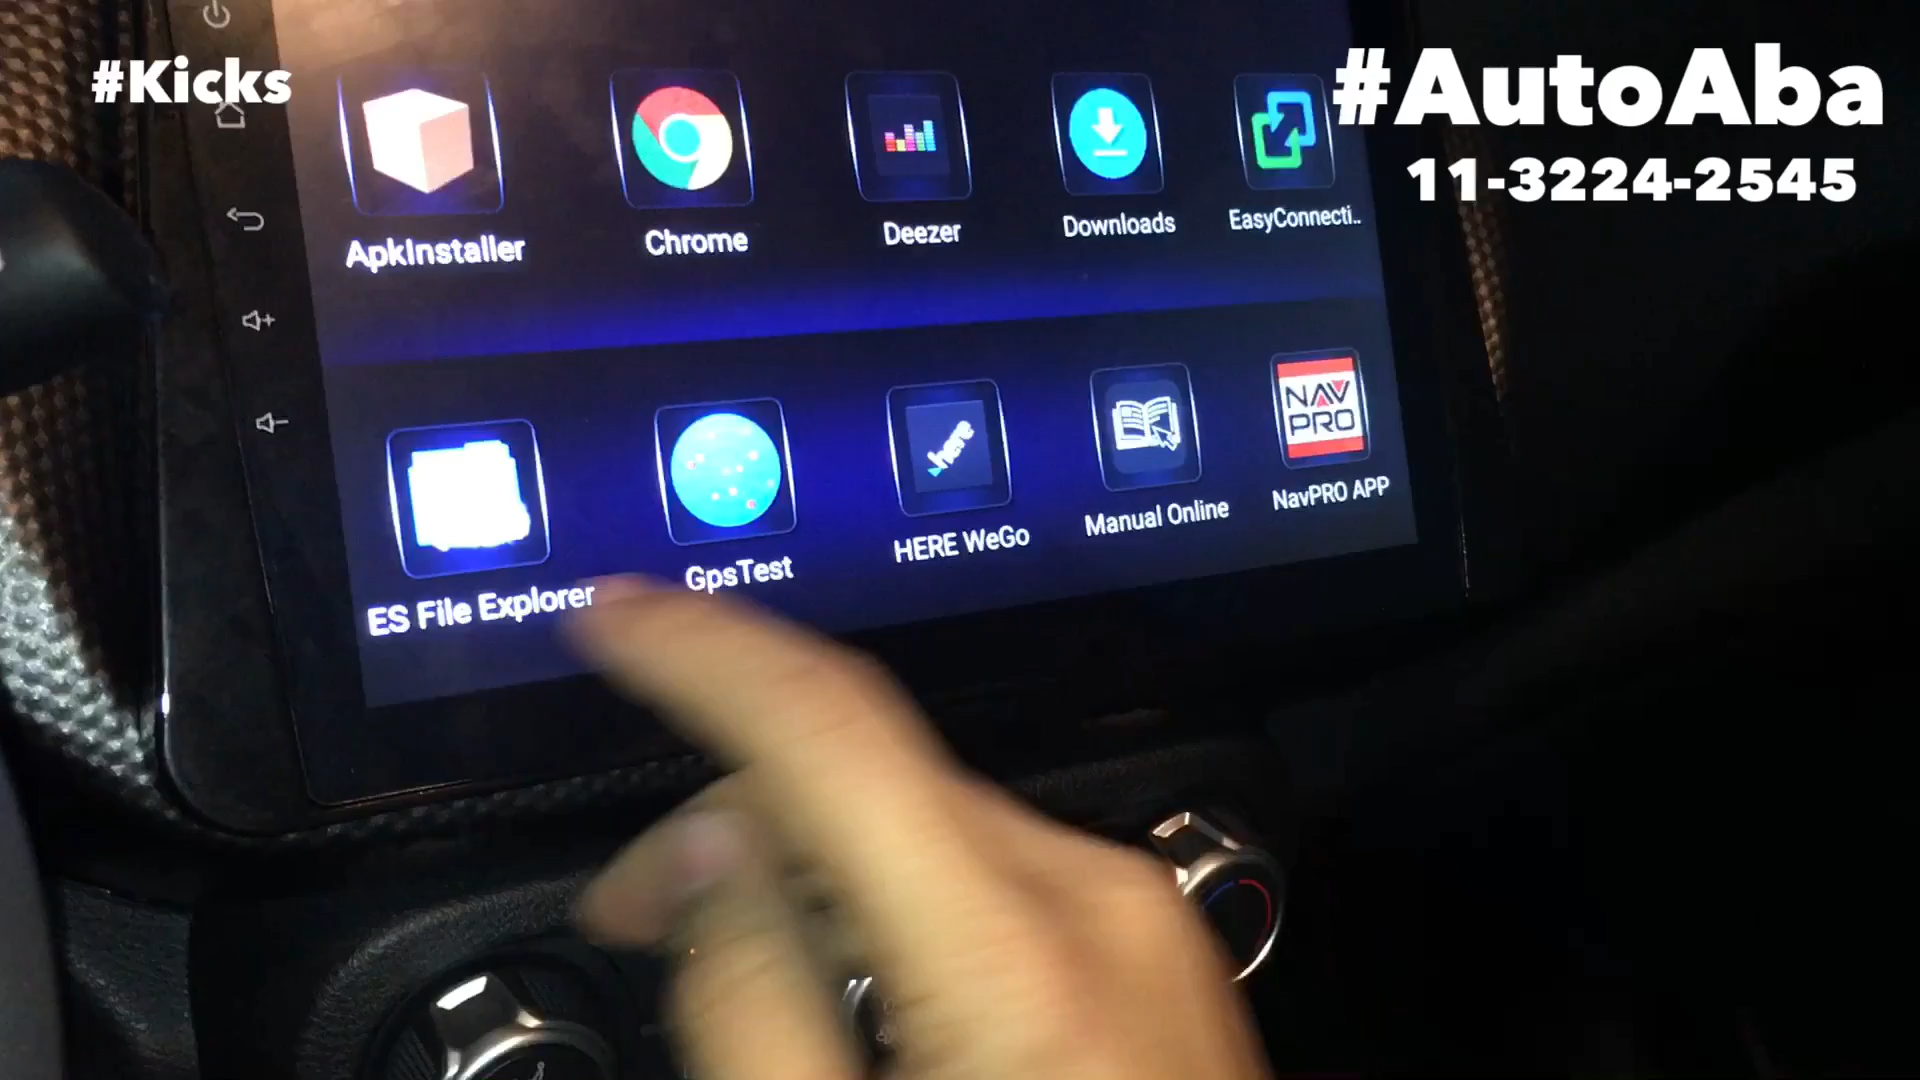 #Kicks
#AutoAba
11-3224-2545
ApkInstaller
Chrome
Deezer
Downloads
EasyConnecti..
here
NAV
PRO
ES File Explorer
GpsTest
HERE WeGo
Manual Online
NavPRO APP